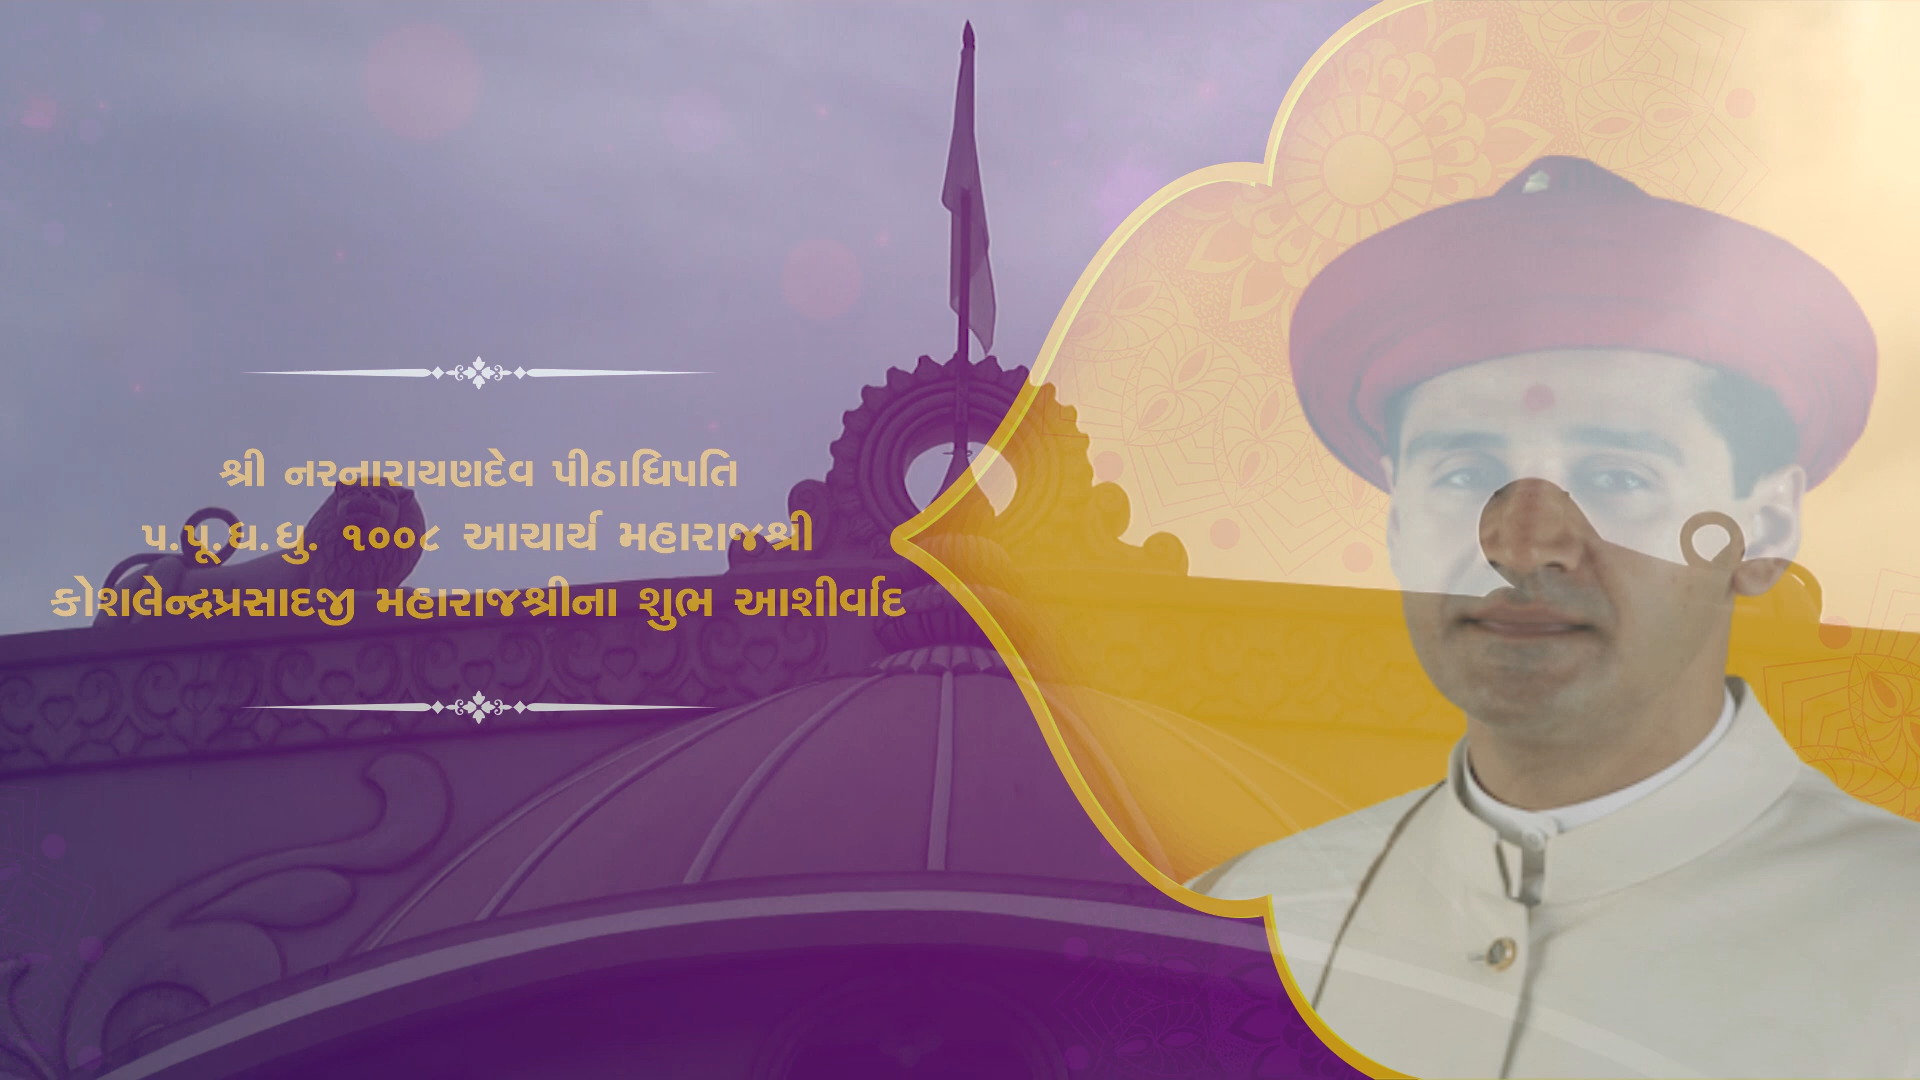 શ્રી નરનારાયણદેવ પીઠાધિપતિ
પ.પૂ.ધ.ધુ. ૧૦૦૮ આચાર્ય મહારાજશ્રી
કોશલેન્દ્રપ્રસાદજી મહારાજશ્રીના શુભ આશીર્વાદ